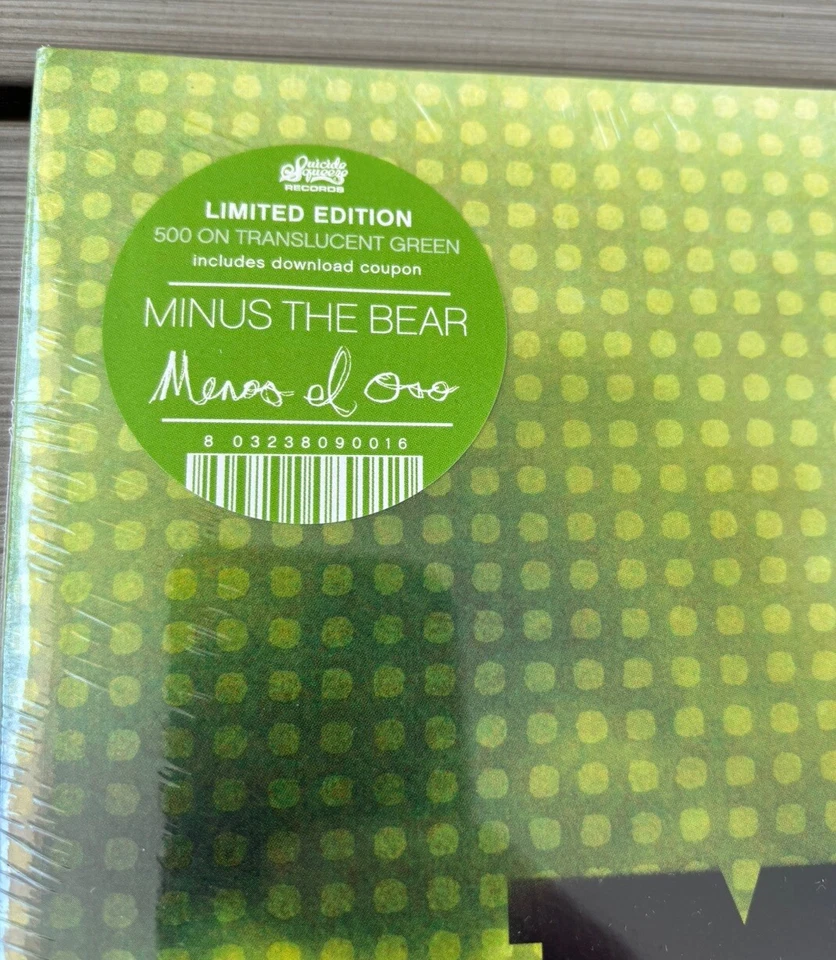 Suicide
Squeeze
RECORDS
LIMITED EDITION
500 ON TRANSLUCENT GREEN
includes download coupon
MINUS THE BEAR
Menos el Oso
8 03238090016